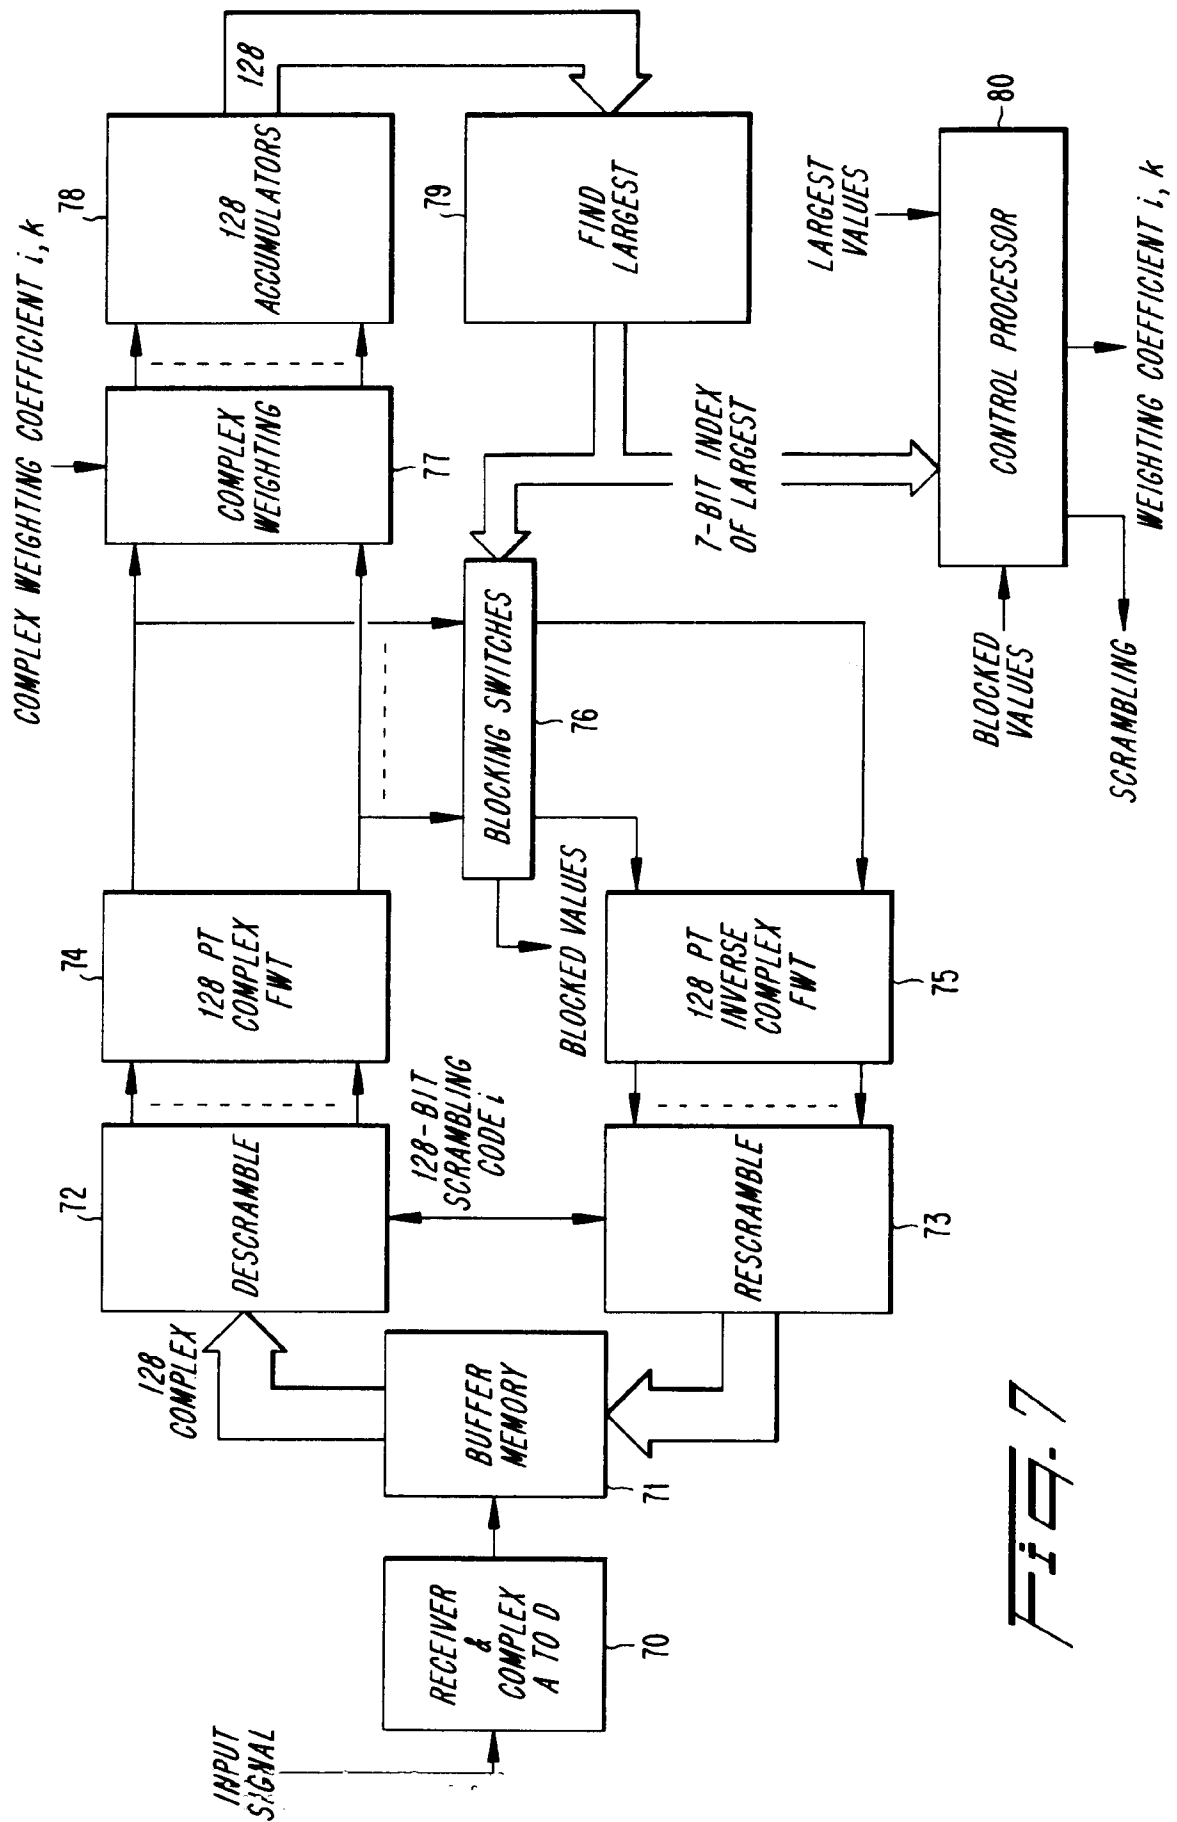 COMPLEX WEIGHTING COEFFICIENT i, k
INPUT
SIGNAL
RECEIVER
&
COMPLEX
A TO D
70
BUFFER
MEMORY
71
128
COMPLEX
DESCRAMBLE
72
128-BIT
SCRAMBLING
CODE i
RESCRAMBLE
73
128 PT
COMPLEX
FWT
74
128 PT
INVERSE
COMPLEX
FWT
75
BLOCKED VALUES
BLOCKING SWITCHES
76
COMPLEX
WEIGHTING
77
128
ACCUMULATORS
78
128
FIND
LARGEST
79
7-BIT INDEX
OF LARGEST
LARGEST
VALUES
CONTROL PROCESSOR
80
BLOCKED
VALUES
SCRAMBLING
WEIGHTING COEFFICIENT i, k
Fig. 7